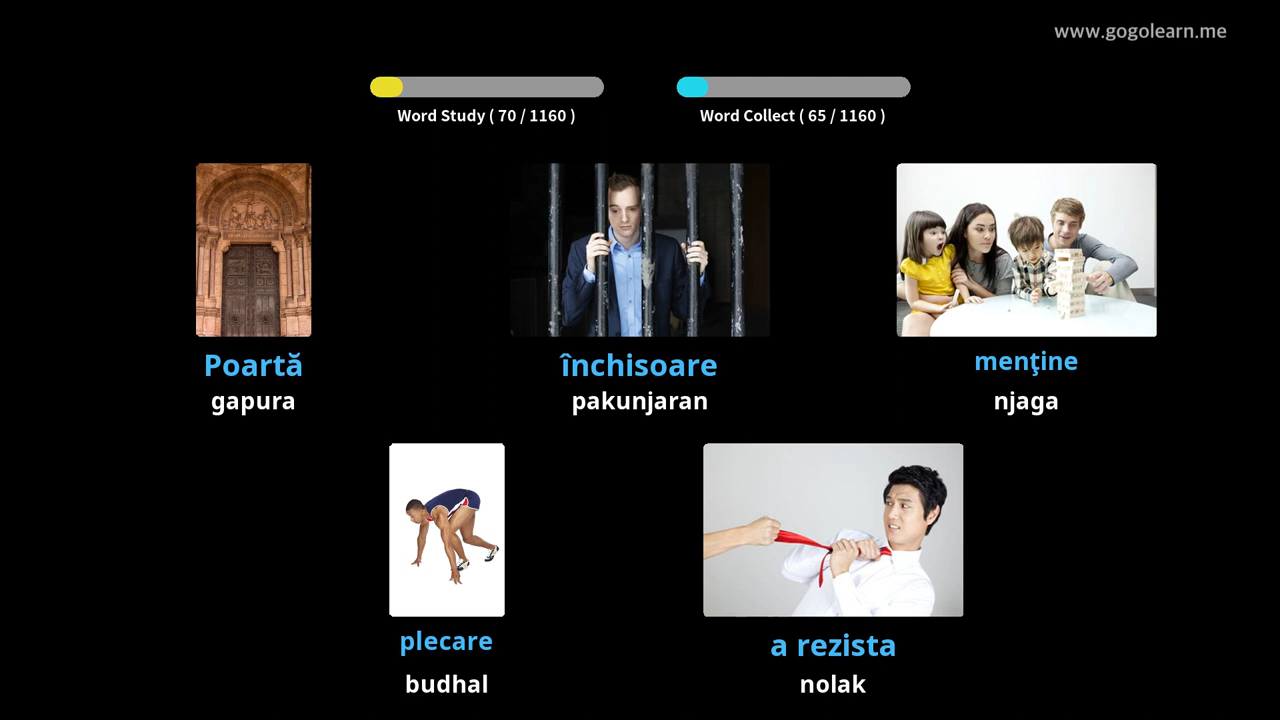 www.gogolearn.me
Word Study ( 70 / 1160 )
Word Collect ( 65 / 1160 )
Poartă
închisoare
menţine
gapura
pakunjaran
njaga
plecare
a rezista
budhal
nolak